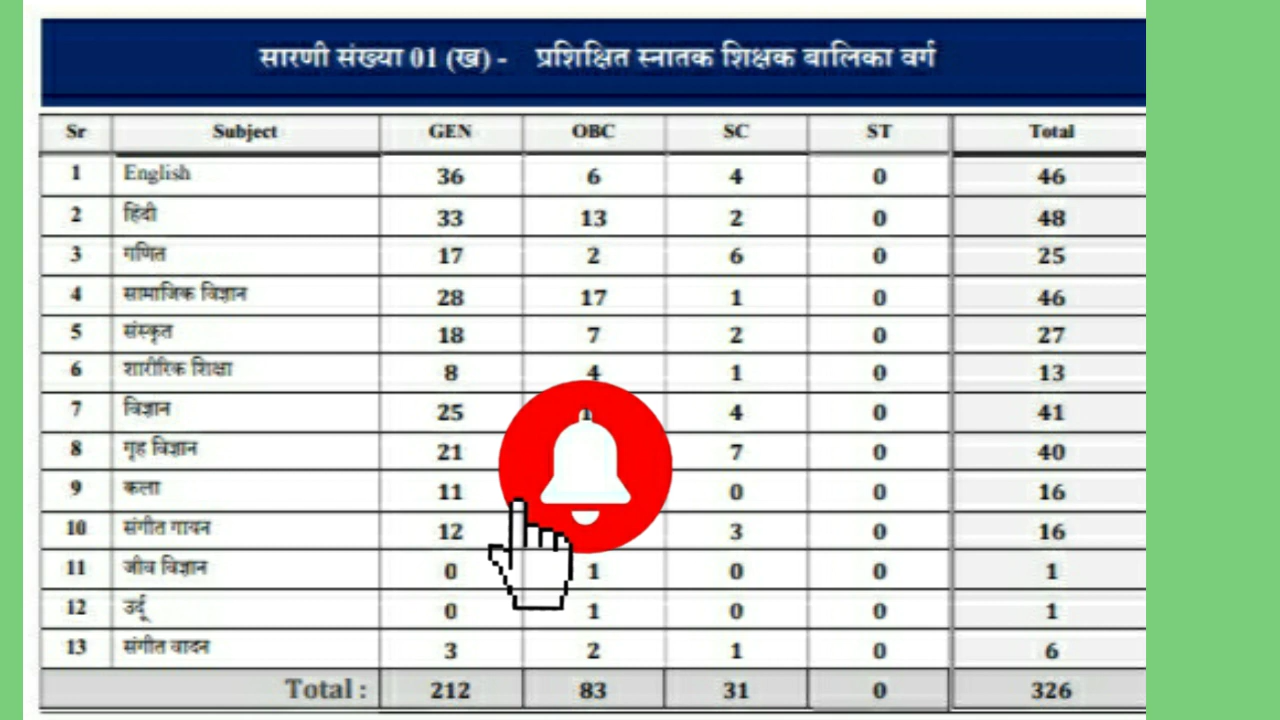 सारणी संख्या 01 (ख) - प्रशिक्षित स्नातक शिक्षक बालिका वर्ग
Sr Subject GEN OBC SC ST Total
1 English 36 6 4 0 46
2 हिंदी 33 13 2 0 48
3 गणित 17 2 6 0 25
4 सामाजिक विज्ञान 28 17 1 0 46
5 संस्कृत 18 7 2 0 27
6 शारीरिक शिक्षा 8 4 1 0 13
7 विज्ञान 25 4 0 41
8 गृह विज्ञान 21 7 0 40
9 कला 11 0 0 16
10 संगीत गायन 12 3 0 16
11 जीव विज्ञान 0 1 0 0 1
12 उर्दू 0 1 0 0 1
13 संगीत वादन 3 2 1 0 6
Total : 212 83 31 0 326